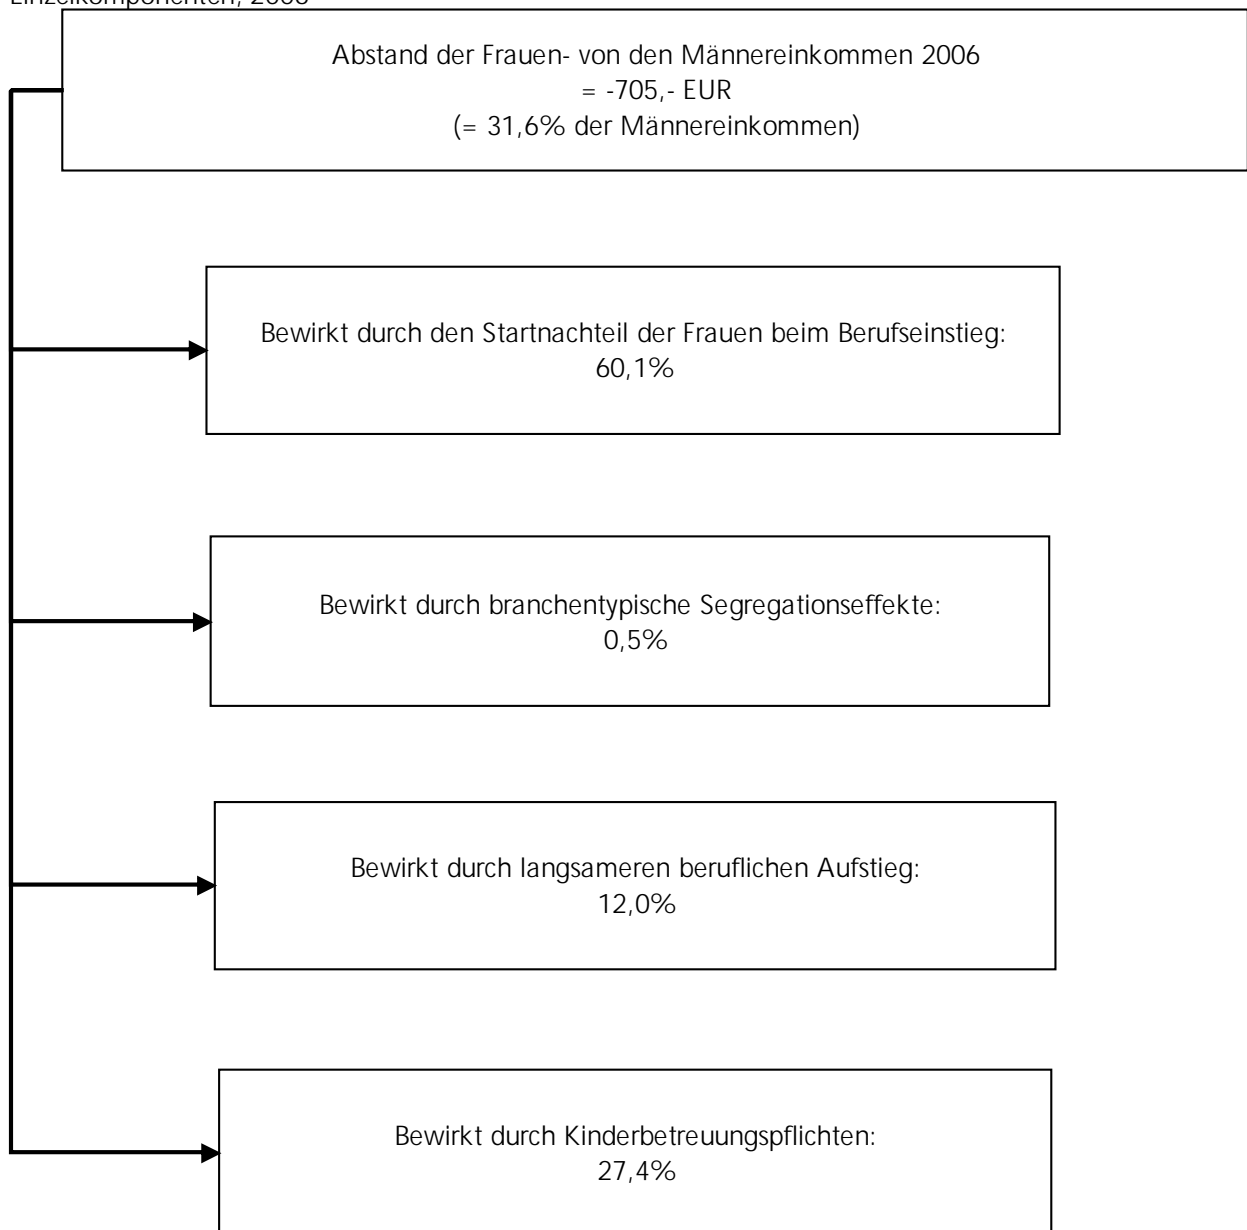 Einzelkomponenten, 2006
Abstand der Frauen- von den Männereinkommen 2006
= -705,- EUR
(= 31,6% der Männereinkommen)
Bewirkt durch den Startnachteil der Frauen beim Berufseinstieg:
60,1%
Bewirkt durch branchentypische Segregationseffekte:
0,5%
Bewirkt durch langsameren beruflichen Aufstieg:
12,0%
Bewirkt durch Kinderbetreuungspflichten:
27,4%